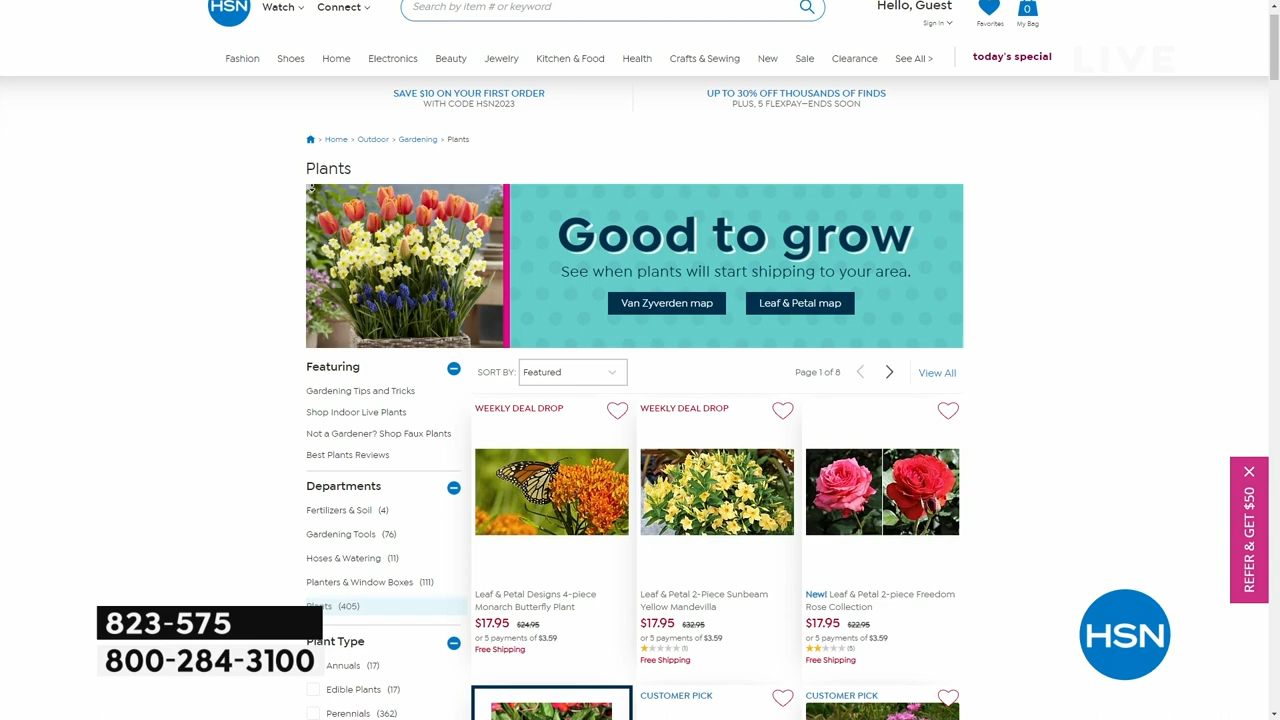 HSN
Watch
Connect
Search by item # or keyword
Hello, Guest
Sign in
Favorites
0
My Bag
Fashion Shoes Home Electronics Beauty Jewelry Kitchen & Food Health Crafts & Sewing New Sale Clearance See All > today's special
LIVE
SAVE $10 ON YOUR FIRST ORDER
WITH CODE HSN2023
UP TO 30% OFF THOUSANDS OF FINDS
PLUS, 5 FLEXPAY—ENDS SOON
> Home > Outdoor > Gardening > Plants
Plants
Good to grow
See when plants will start shipping to your area.
Van Zyverden map
Leaf & Petal map
Featuring
Gardening Tips and Tricks
Shop Indoor Live Plants
Not a Gardener? Shop Faux Plants
Best Plants Reviews
Departments
Fertilizers & Soil (4)
Gardening Tools (76)
Hoses & Watering (11)
Planters & Window Boxes (111)
Plants (405)
Plant Type
Annuals (17)
Edible Plants (17)
Perennials (362)
SORT BY: Featured
Page 1 of 8
View All
WEEKLY DEAL DROP
Leaf & Petal Designs 4-piece
Monarch Butterfly Plant
$17.95 $24.95
or 5 payments of $3.59
Free Shipping
WEEKLY DEAL DROP
Leaf & Petal 2-Piece Sunbeam
Yellow Mandevilla
$17.95 $32.95
or 5 payments of $3.59
(1)
Free Shipping
New! Leaf & Petal 2-piece Freedom
Rose Collection
$17.95 $22.95
or 5 payments of $3.59
(5)
Free Shipping
CUSTOMER PICK
CUSTOMER PICK
REFER & GET $50
823-575
800-284-3100
HSN